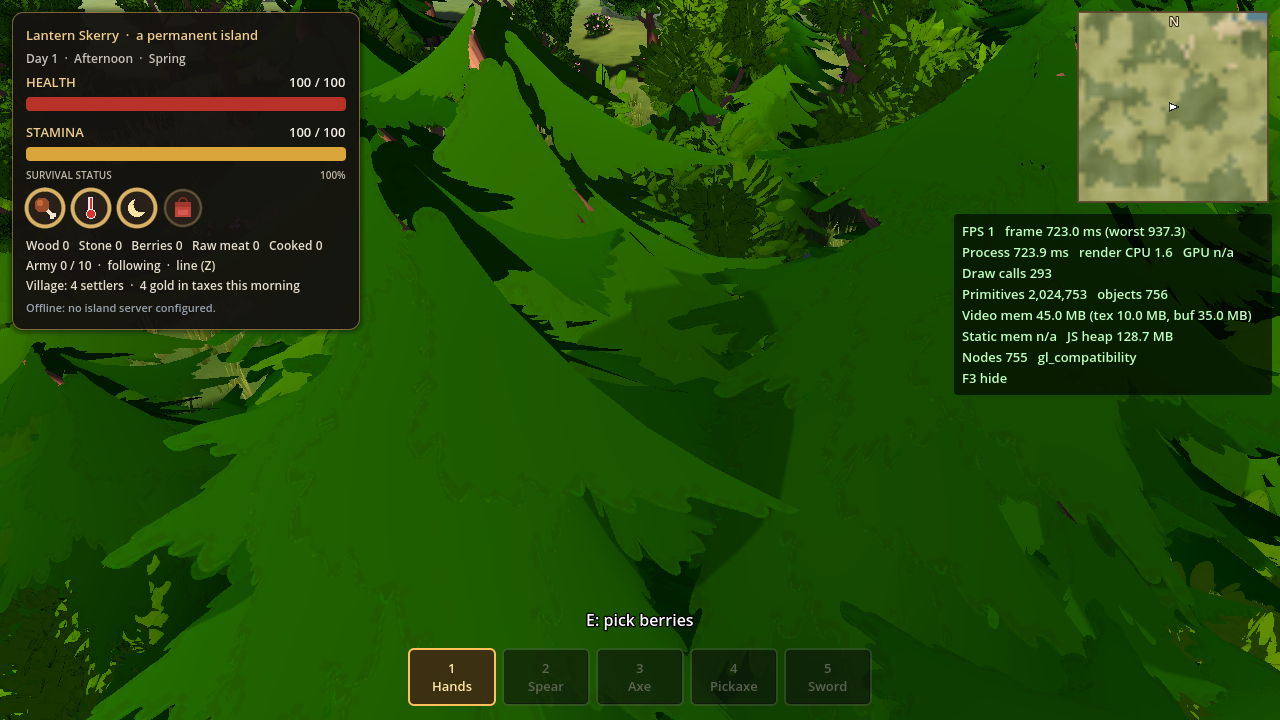 Lantern Skerry · a permanent island
Day 1 · Afternoon · Spring
HEALTH 100 / 100
STAMINA 100 / 100
SURVIVAL STATUS 100%
Wood 0 Stone 0 Berries 0 Raw meat 0 Cooked 0
Army 0 / 10 · following · line (Z)
Village: 4 settlers · 4 gold in taxes this morning
Offline: no island server configured.
N
FPS 1 frame 723.0 ms (worst 937.3)
Process 723.9 ms render CPU 1.6 GPU n/a
Draw calls 293
Primitives 2,024,753 objects 756
Video mem 45.0 MB (tex 10.0 MB, buf 35.0 MB)
Static mem n/a JS heap 128.7 MB
Nodes 755 gl_compatibility
F3 hide
E: pick berries
1 2 3 4 5
Hands Spear Axe Pickaxe Sword